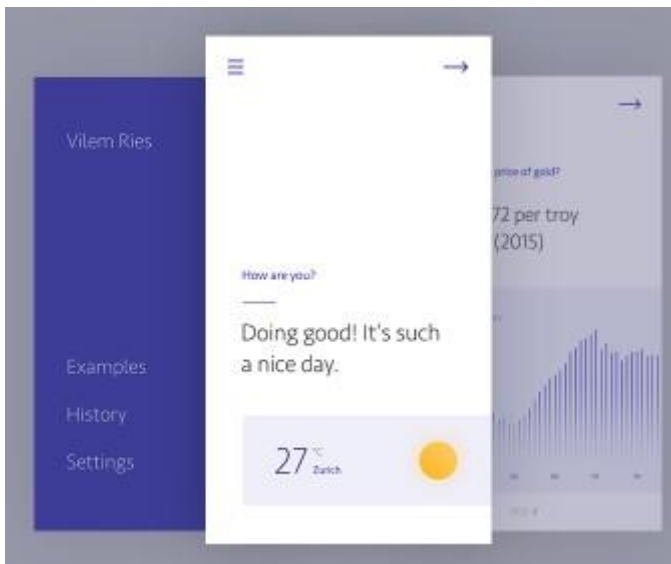 Vilem Ries
Examples
History
Settings
How are you?
Doing good! It's such
a nice day.
27 °C
Zurich
price of gold?
72 per troy
(2015)